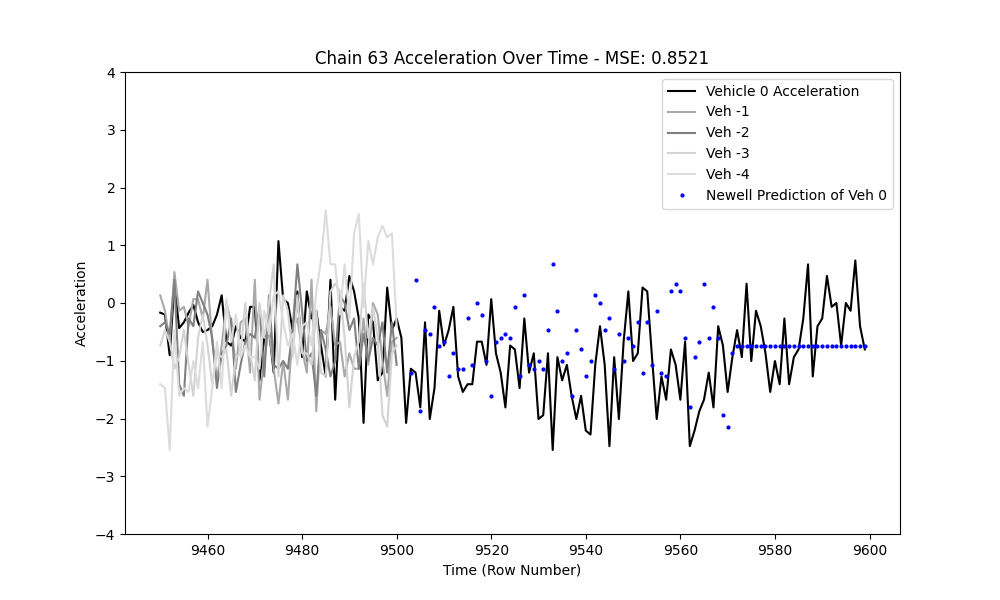 Chain 63 Acceleration Over Time - MSE: 0.8521
Vehicle 0 Acceleration
Veh -1
Veh -2
Veh -3
Veh -4
Newell Prediction of Veh 0
Acceleration
4
3
2
1
0
−1
−2
−3
−4
9460 9480 9500 9520 9540 9560 9580 9600
Time (Row Number)